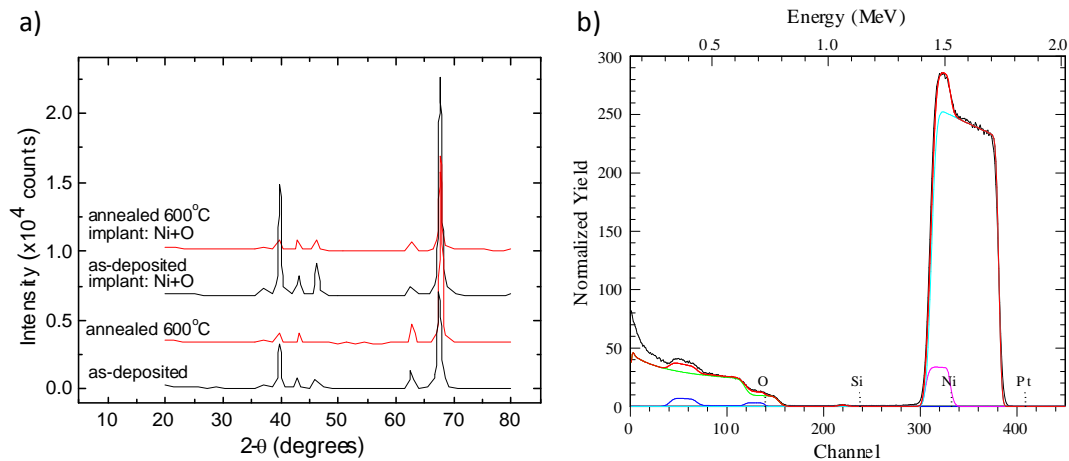 a)
Intensity (x10⁴ counts)
2.0
1.5
1.0
0.5
0.0
annealed 600°C
implant: Ni+O
as-deposited
implant: Ni+O
annealed 600°C
as-deposited
10 20 30 40 50 60 70 80
2-θ (degrees)
b)
Energy (MeV)
0.5 1.0 1.5 2.0
Normalized Yield
300
250
200
150
100
50
0
O Si Ni Pt
0 100 200 300 400
Channel